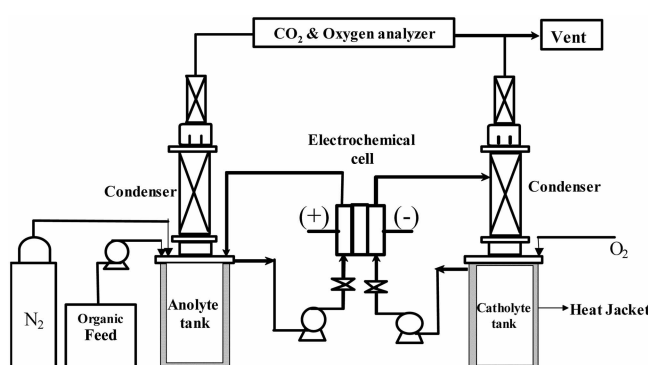 CO₂ & Oxygen analyzer
Vent
Electrochemical
cell
Condenser
Condenser
(+)
(-)
O₂
N₂
Organic
Feed
Anolyte
tank
Catholyte
tank
Heat Jacket